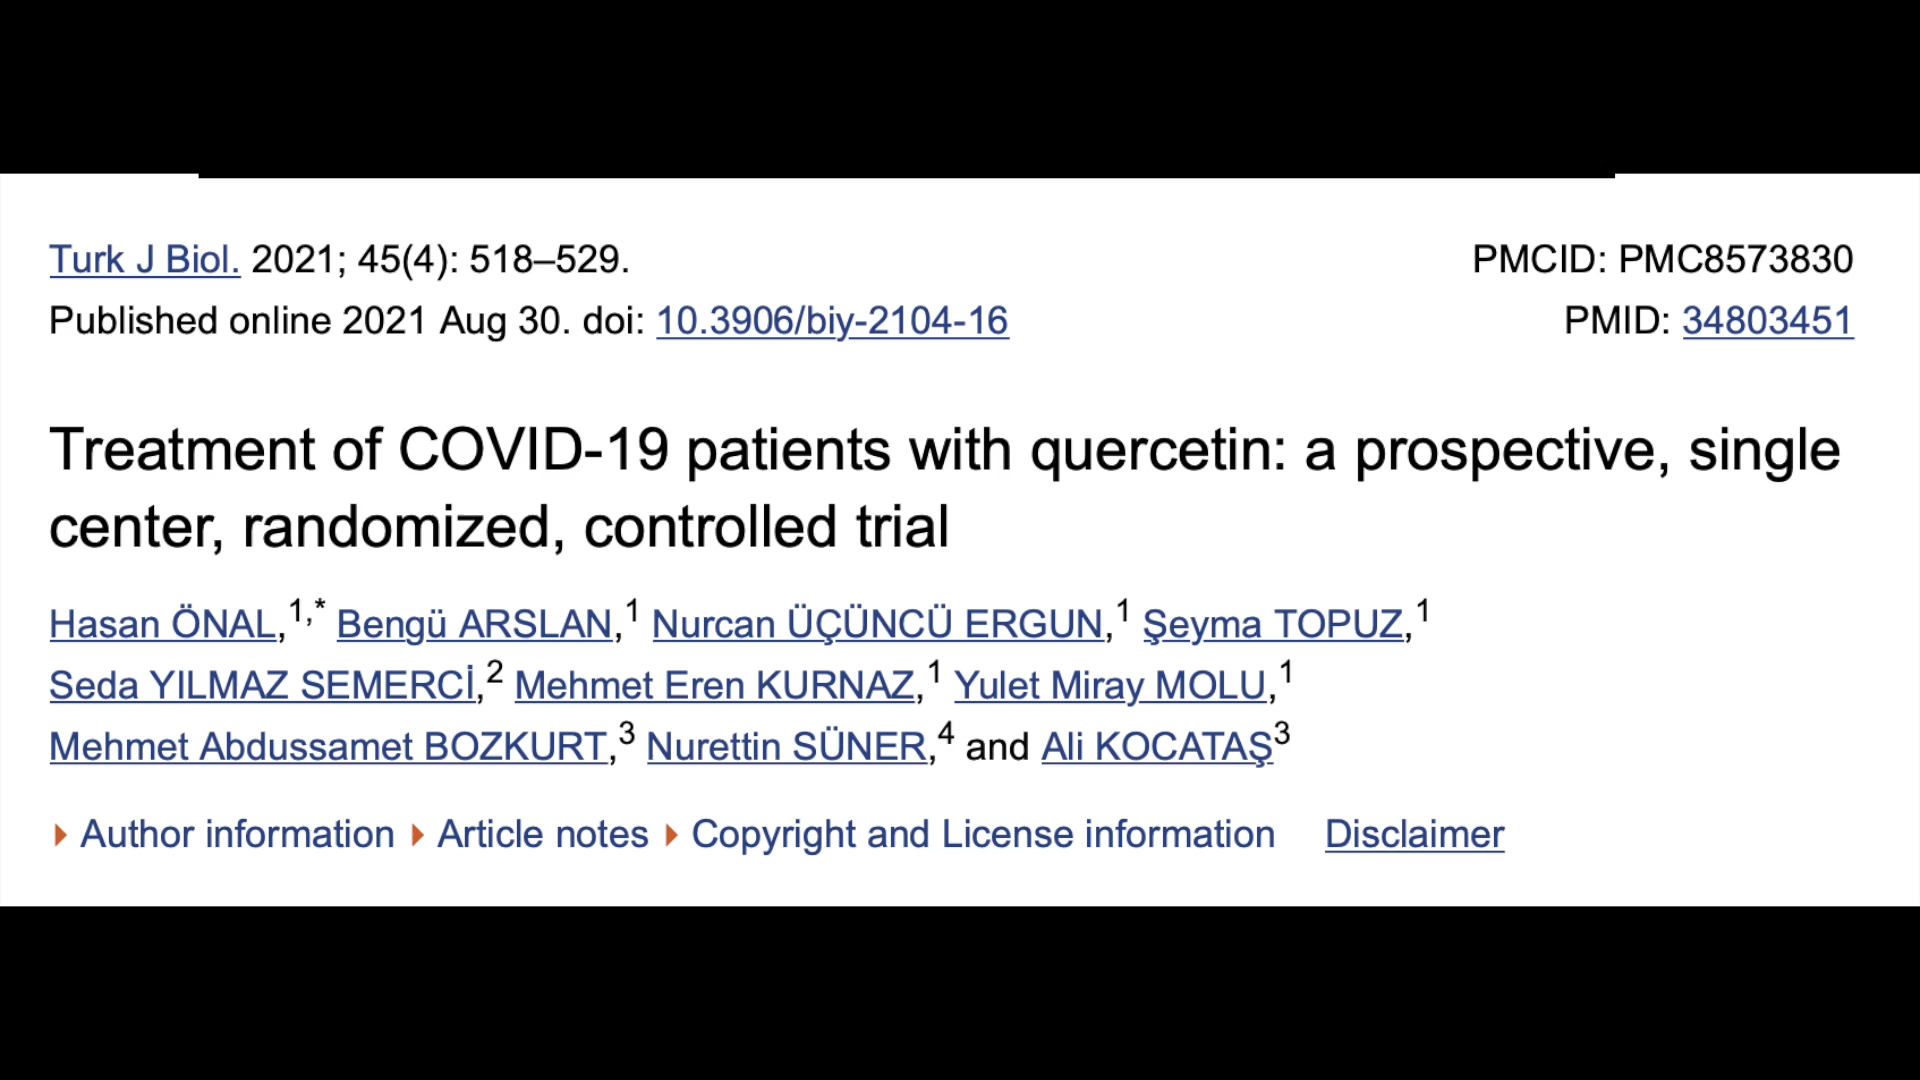 Turk J Biol. 2021; 45(4): 518–529.
PMCID: PMC8573830
Published online 2021 Aug 30. doi: 10.3906/biy-2104-16
PMID: 34803451
Treatment of COVID-19 patients with quercetin: a prospective, single
center, randomized, controlled trial
Hasan ÖNAL,1,* Bengü ARSLAN,1 Nurcan ÜÇÜNCÜ ERGUN,1 Şeyma TOPUZ,1
Seda YILMAZ SEMERCİ,2 Mehmet Eren KURNAZ,1 Yulet Miray MOLU,1
Mehmet Abdussamet BOZKURT,3 Nurettin SÜNER,4 and Ali KOCATAŞ3
Author information Article notes Copyright and License information Disclaimer